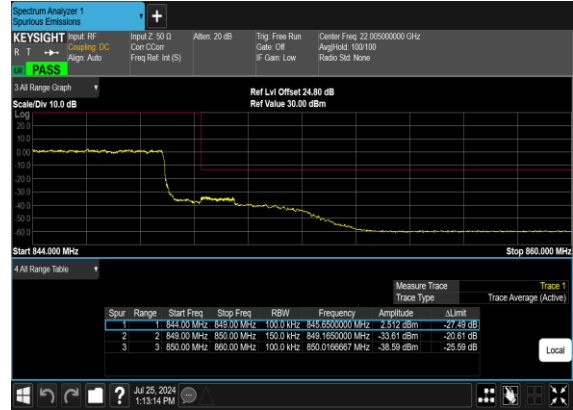 Spectrum Analyzer 1
Spurious Emissions
+
KEYSIGHT Input: RF Input Z: 50 Ω Atten: 20 dB Trig: Free Run Center Freq: 22.005000000 GHz
R T Coupling: DC Corr CCorr Gate: Off Avg|Hold: 100/100
Align: Auto Freq Ref: Int (S) IF Gain: Low Radio Std: None
PASS
3 All Range Graph
Ref Lvl Offset 24.80 dB
Scale/Div 10.0 dB Ref Value 30.00 dBm
Log
20.0
10.0
0.00
-10.0
-20.0
-30.0
-40.0
-50.0
-60.0
Start 844.000 MHz Stop 860.000 MHz
4 All Range Table
Measure Trace Trace 1
Trace Type Trace Average (Active)
Spur Range Start Freq Stop Freq RBW Frequency Amplitude ΔLimit
1 1 844.00 MHz 849.00 MHz 100.0 kHz 845.6500000 MHz 2.512 dBm -27.49 dB
2 2 849.00 MHz 850.00 MHz 150.0 kHz 849.1650000 MHz -33.61 dBm -20.61 dB
3 3 850.00 MHz 860.00 MHz 100.0 kHz 850.0166667 MHz -38.59 dBm -25.59 dB
Local
? Jul 25, 2024
1:13:14 PM